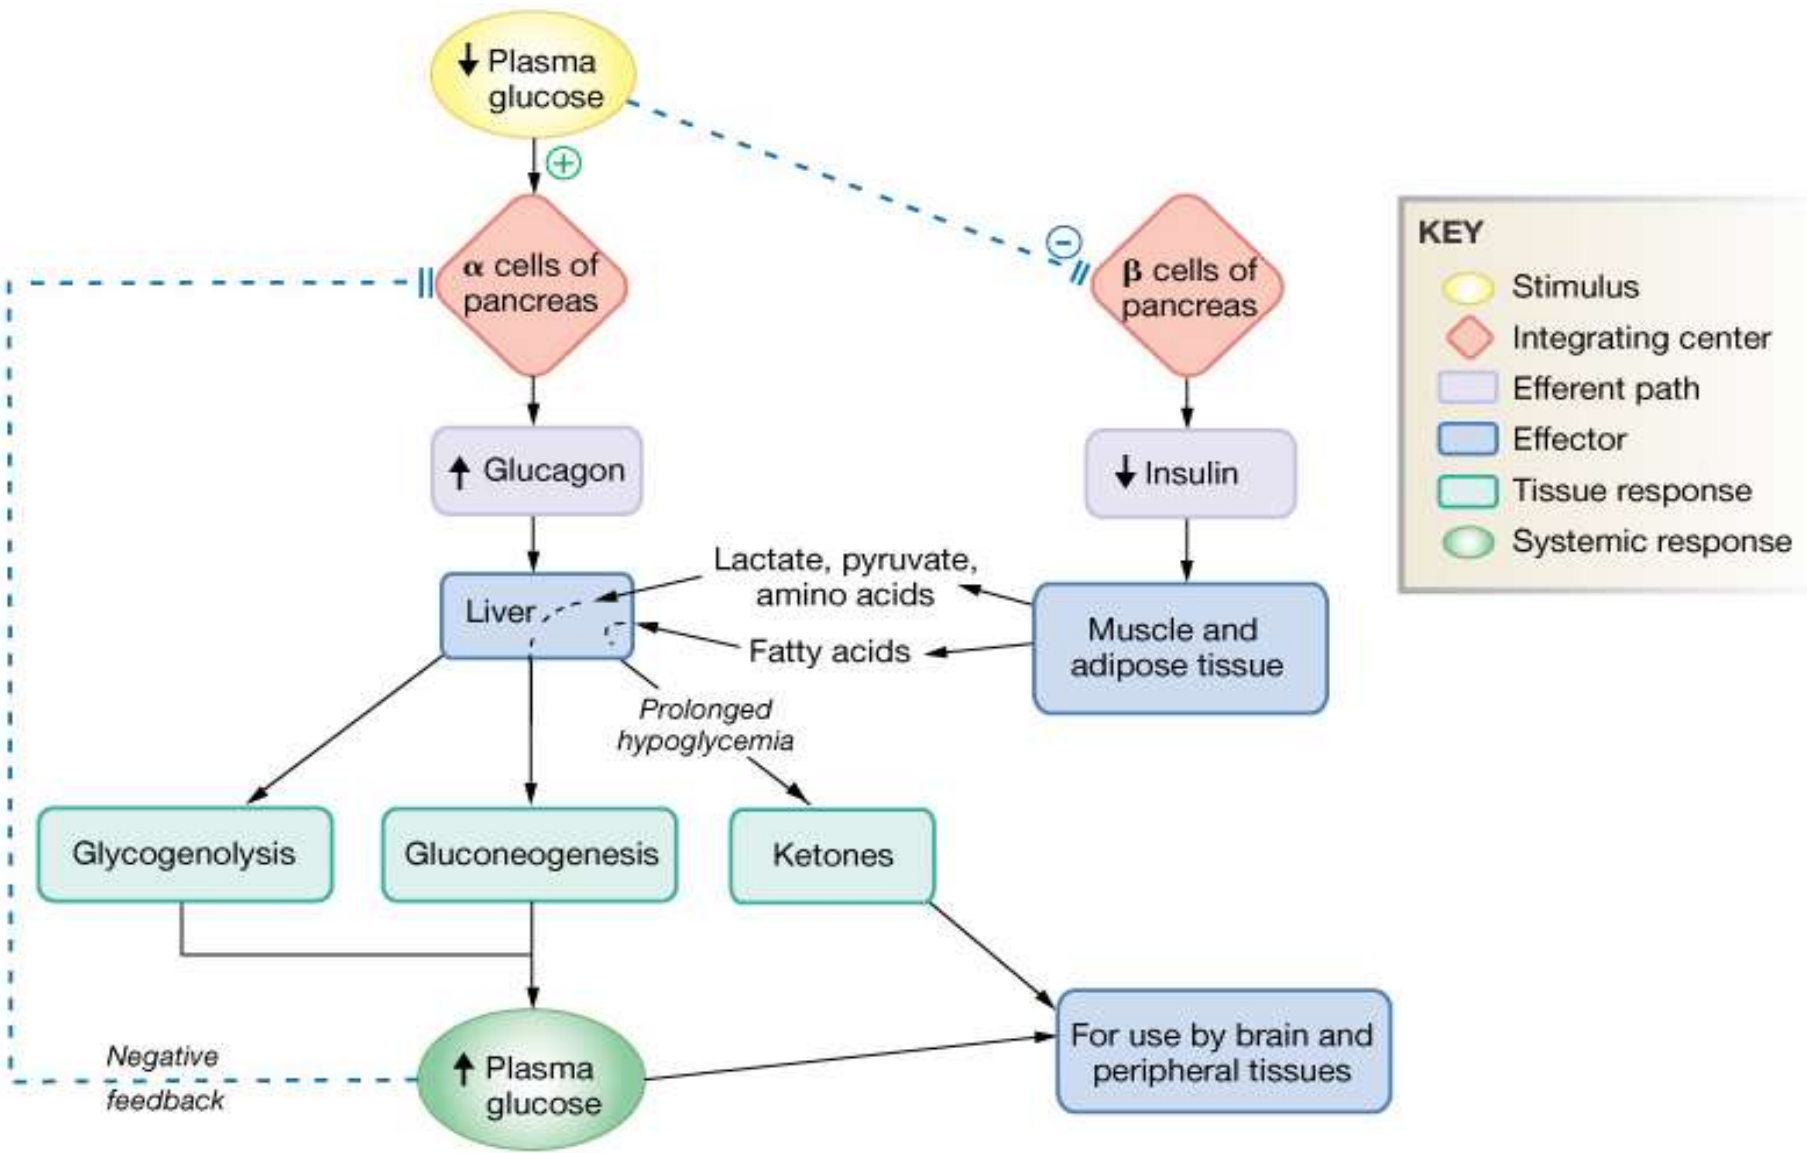 ↓ Plasma
glucose
+
α cells of
pancreas
−
β cells of
pancreas
↑ Glucagon
↓ Insulin
Liver
Lactate, pyruvate,
amino acids
Fatty acids
Muscle and
adipose tissue
Prolonged
hypoglycemia
Glycogenolysis
Gluconeogenesis
Ketones
↑ Plasma
glucose
Negative
feedback
For use by brain and
peripheral tissues
KEY
Stimulus
Integrating center
Efferent path
Effector
Tissue response
Systemic response